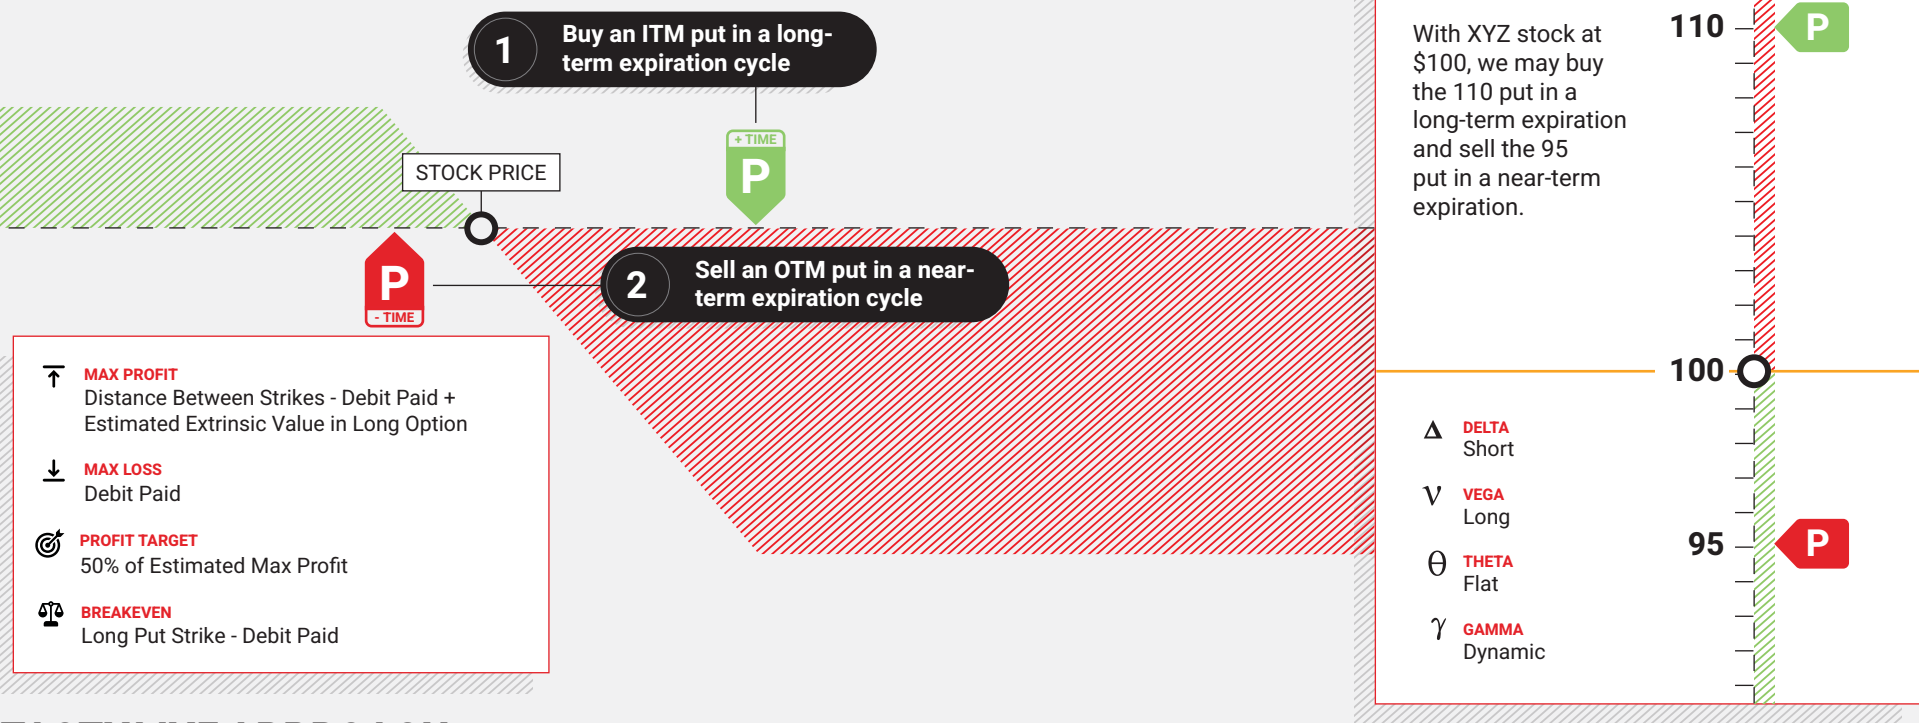 1
Buy an ITM put in a long-
term expiration cycle
+ TIME
P
STOCK PRICE
P
- TIME
2
Sell an OTM put in a near-
term expiration cycle
MAX PROFIT
Distance Between Strikes - Debit Paid +
Estimated Extrinsic Value in Long Option
MAX LOSS
Debit Paid
PROFIT TARGET
50% of Estimated Max Profit
BREAKEVEN
Long Put Strike - Debit Paid
With XYZ stock at
$100, we may buy
the 110 put in a
long-term expiration
and sell the 95
put in a near-term
expiration.
110
P
100
95
P
Δ DELTA
Short
ν VEGA
Long
θ THETA
Flat
γ GAMMA
Dynamic